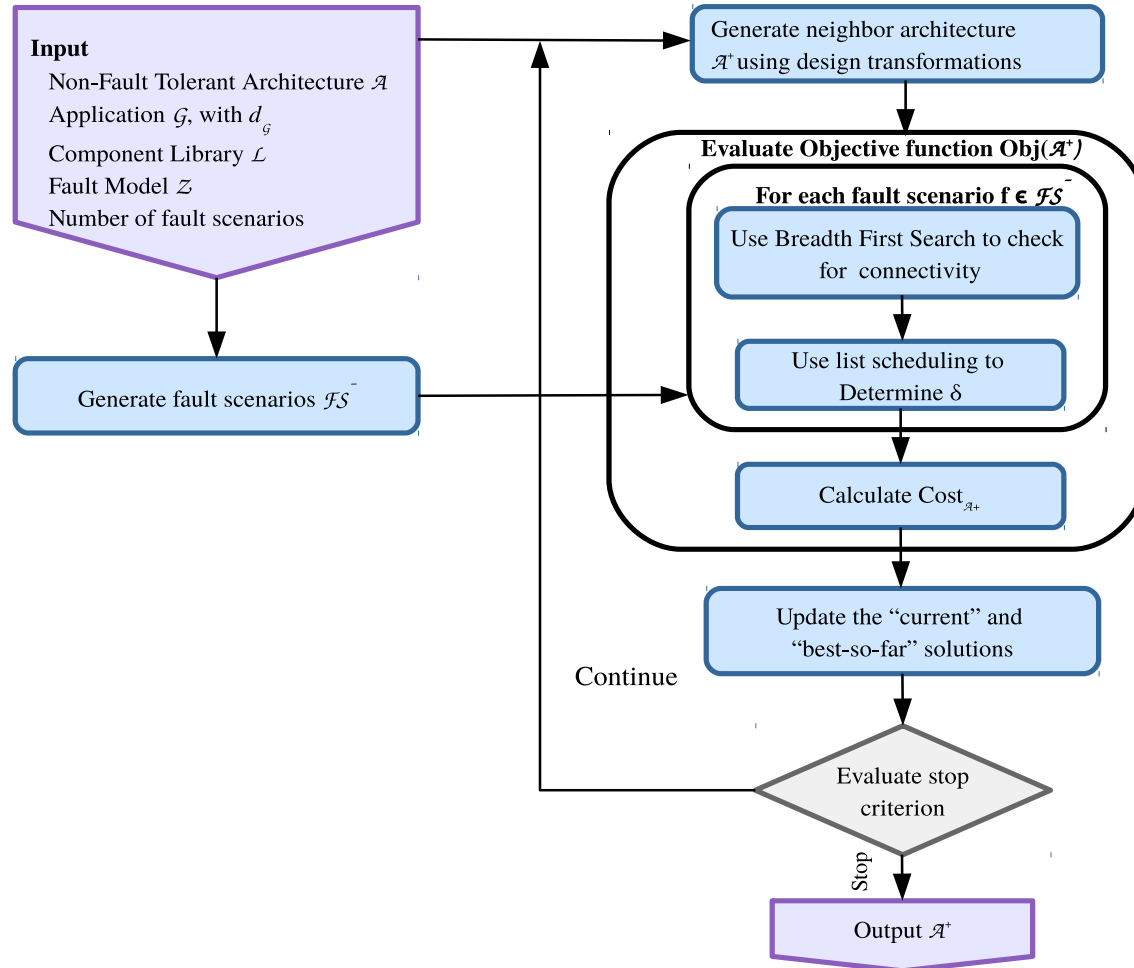 Input
Non-Fault Tolerant Architecture 𝒜
Application 𝒢, with d_𝒢
Component Library ℒ
Fault Model 𝒵
Number of fault scenarios
Generate fault scenarios ℱ𝒮⁻
Generate neighbor architecture
𝒜⁺ using design transformations
Evaluate Objective function Obj(𝒜⁺)
For each fault scenario f ∈ ℱ𝒮⁻
Use Breadth First Search to check
for connectivity
Use list scheduling to
Determine δ
Calculate Cost_𝒜+
Update the “current” and
“best-so-far” solutions
Continue
Evaluate stop
criterion
Stop
Output 𝒜⁺